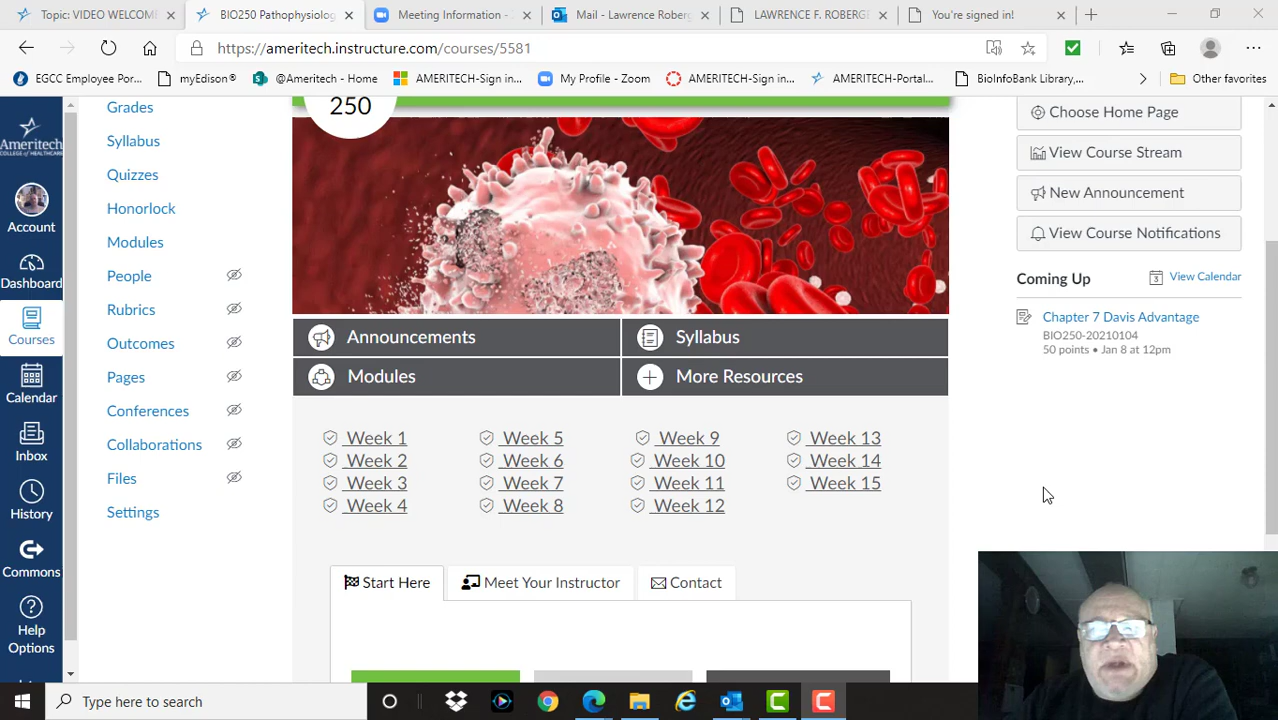 Topic: VIDEO WELCOME
BIO250 Pathophysiolog
Meeting Information -
Mail - Lawrence Roberg
LAWRENCE F. ROBERGE
You're signed in!
https://ameritech.instructure.com/courses/5581
EGCC Employee Por...
myEdison®
@Ameritech - Home
AMERITECH-Sign in...
My Profile - Zoom
AMERITECH-Sign in...
AMERITECH-Portal...
BioInfoBank Library,...
Other favorites
Ameritech
COLLEGE OF HEALTHCARE
Account
Dashboard
Courses
Calendar
Inbox
History
Commons
Help
Options
Grades
Syllabus
Quizzes
Honorlock
Modules
People
Rubrics
Outcomes
Pages
Conferences
Collaborations
Files
Settings
250
Announcements
Syllabus
Modules
More Resources
Week 1
Week 2
Week 3
Week 4
Week 5
Week 6
Week 7
Week 8
Week 9
Week 10
Week 11
Week 12
Week 13
Week 14
Week 15
Start Here
Meet Your Instructor
Contact
Choose Home Page
View Course Stream
New Announcement
View Course Notifications
Coming Up
View Calendar
Chapter 7 Davis Advantage
BIO250-20210104
50 points • Jan 8 at 12pm
Type here to search